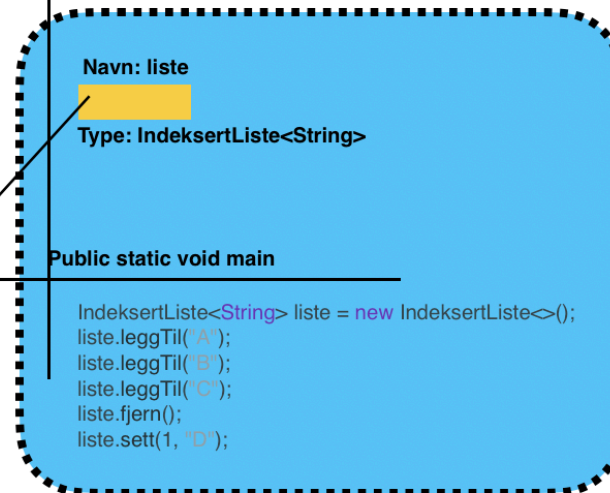 Navn: liste
Type: IndeksertListe<String>
Public static void main
IndeksertListe<String> liste = new IndeksertListe<>();
liste.leggTil("A");
liste.leggTil("B");
liste.leggTil("C");
liste.fjern();
liste.sett(1, "D");